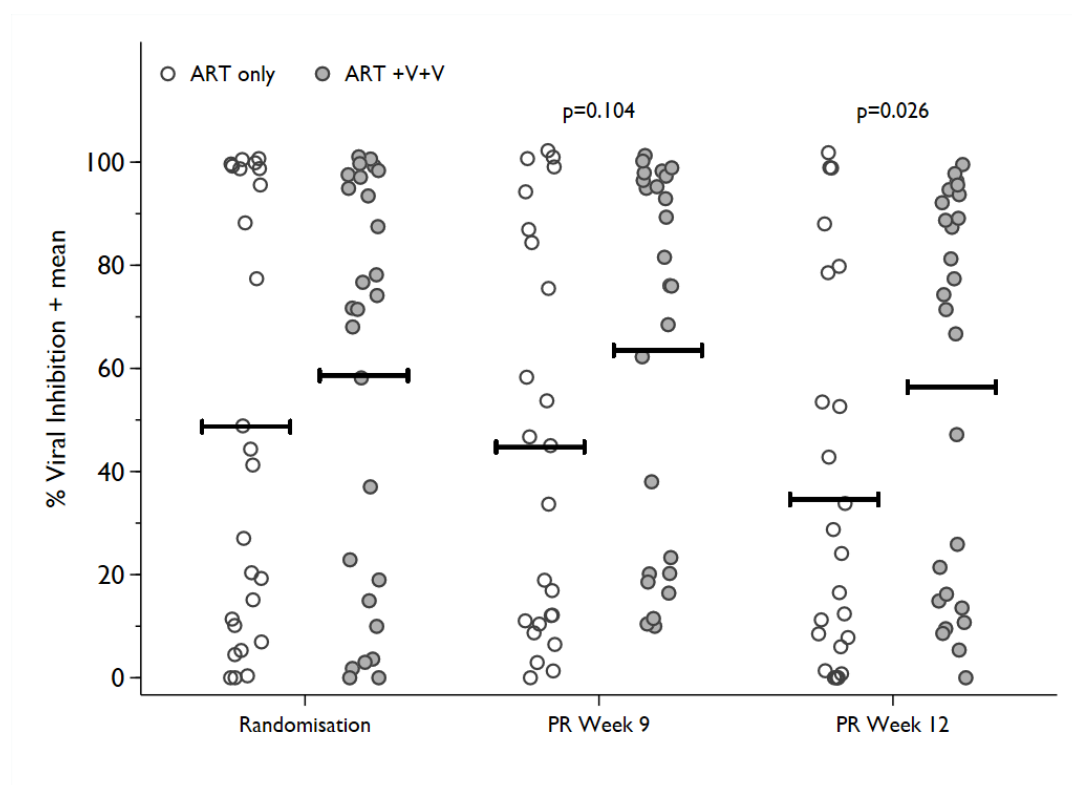 ART only
ART +V+V
p=0.104
p=0.026
100
80
60
40
20
0
% Viral Inhibition + mean
Randomisation
PR Week 9
PR Week 12